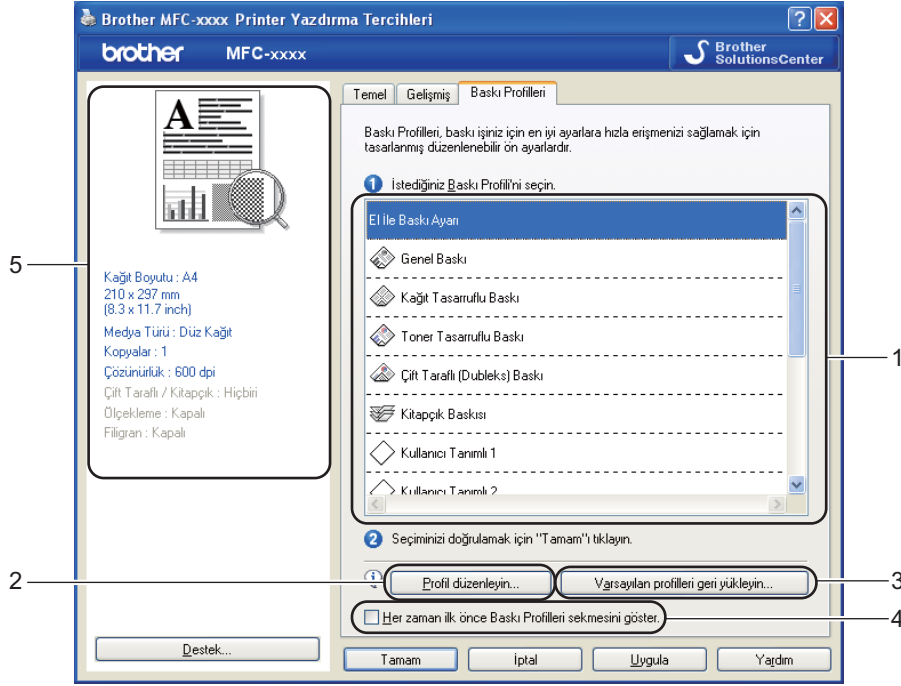 Brother MFC-xxxx Printer Yazdırma Tercihleri
brother MFC-xxxx
Brother
SolutionsCenter
Temel Gelişmiş Baskı Profilleri
Baskı Profilleri, baskı işiniz için en iyi ayarlara hızla erişmenizi sağlamak için
tasarlanmış düzenlenebilir ön ayarlardır.
1 İstediğiniz Baskı Profili'ni seçin.
El İle Baskı Ayarı
Genel Baskı
Kağıt Tasarruflu Baskı
Toner Tasarruflu Baskı
Çift Taraflı (Dubleks) Baskı
Kitapçık Baskısı
Kullanıcı Tanımlı 1
Kullanıcı Tanımlı 2
1
5
A
Kağıt Boyutu : A4
210 x 297 mm
(8.3 x 11.7 inch)
Medya Türü : Düz Kağıt
Kopyalar : 1
Çözünürlük : 600 dpi
Çift Taraflı / Kitapçık : Hiçbiri
Ölçekleme : Kapalı
Filigran : Kapalı
2 Seçiminizi doğrulamak için "Tamam"ı tıklayın.
2
Profil düzenleyin... Varsayılan profilleri geri yükleyin...
3
Her zaman ilk önce Baskı Profilleri sekmesini göster.
4
Destek...
Tamam İptal Uygula Yardım